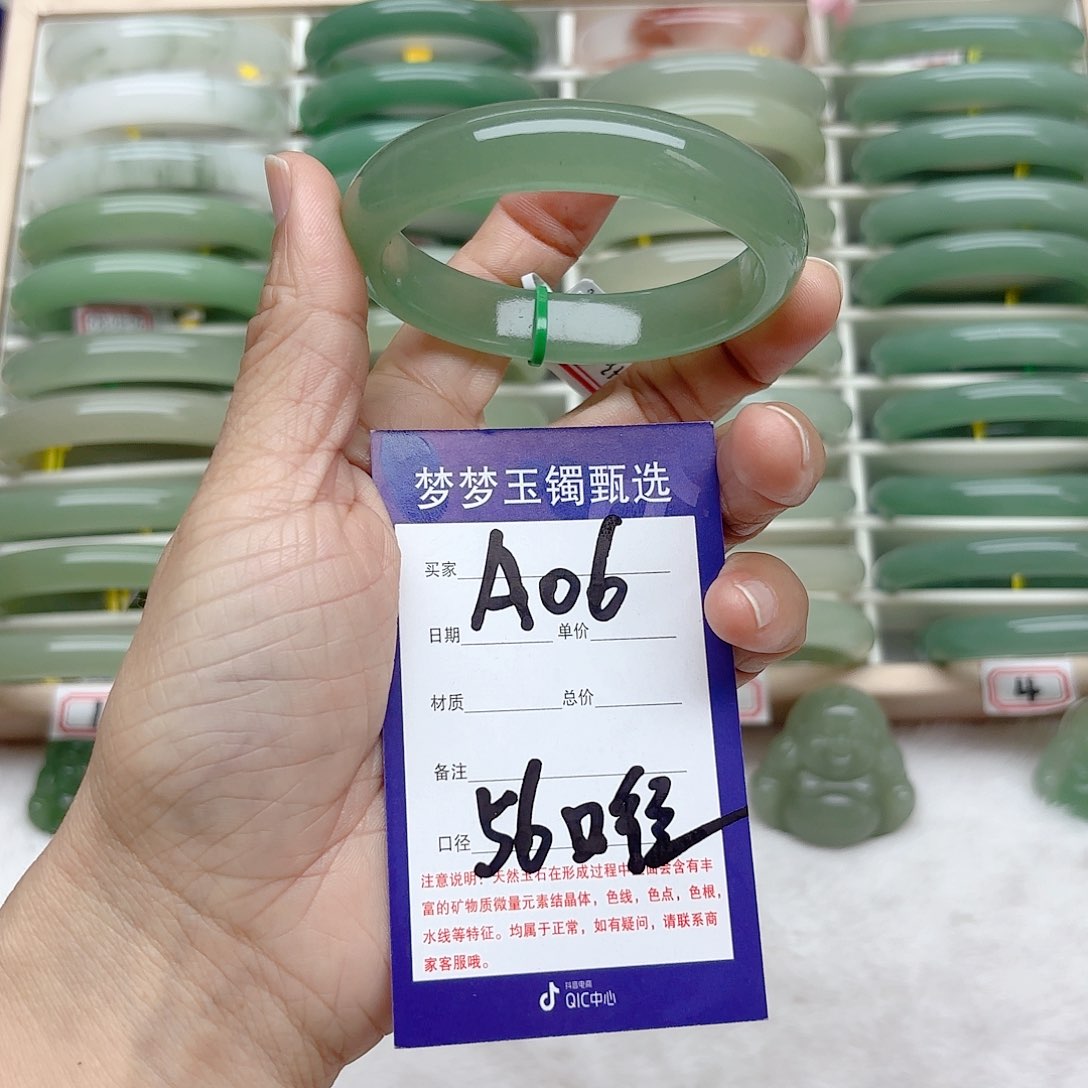 梦梦玉镯甄选
买家 A06
日期 单价
材质 总价
备注
口径 56口径
注意说明：天然玉石在形成过程中里面会含有丰
富的矿物质微量元素结晶体，色线，色点，色根，
水线等特征。均属于正常，如有疑问，请联系商
家客服哦。
抖音电商
QIC中心
4